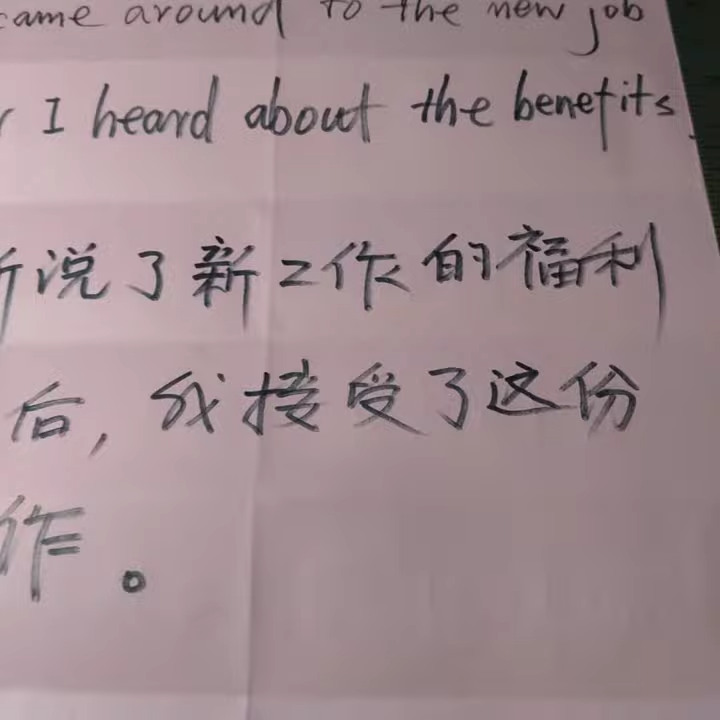 came around to the new job
I heard about the benefits.
听说了新工作的福利
后，我接受了这份
作。